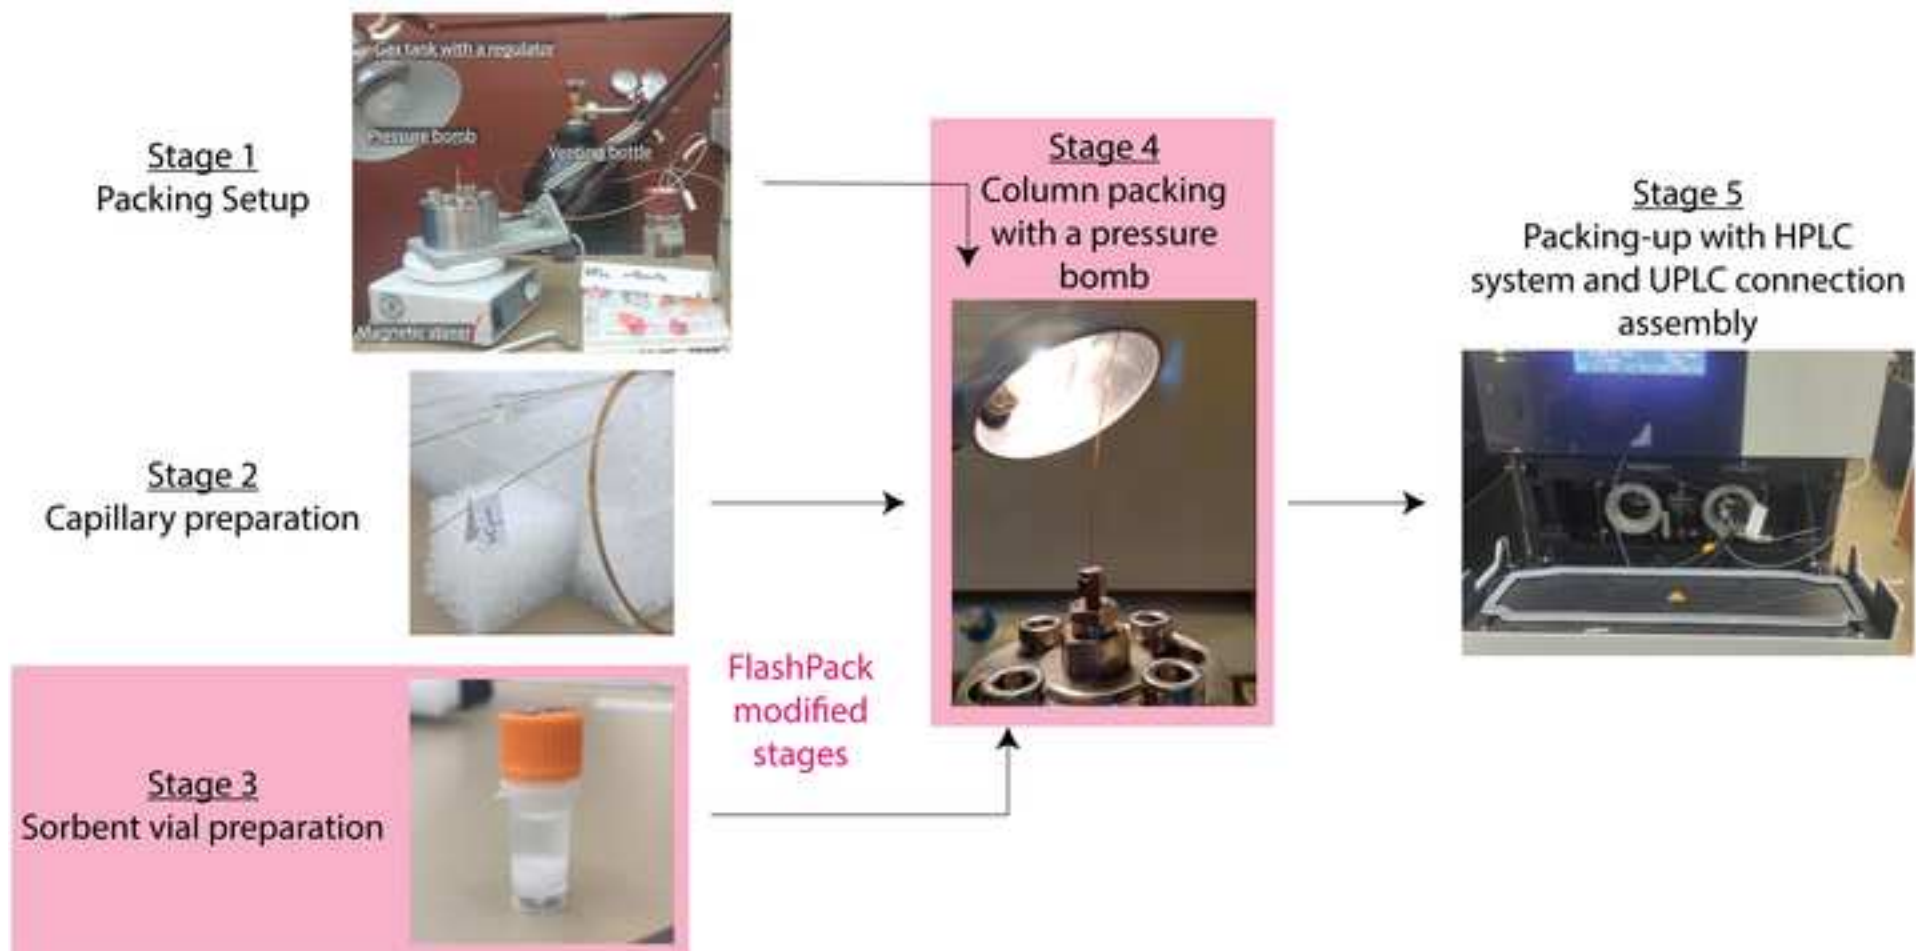 Stage 1
Packing Setup
Gas tank with a regulator
Pressure bomb
Venting bottle
Magnetic stirrer
Stage 2
Capillary preparation
Stage 3
Sorbent vial preparation
FlashPack
modified
stages
Stage 4
Column packing
with a pressure
bomb
Stage 5
Packing-up with HPLC
system and UPLC connection
assembly